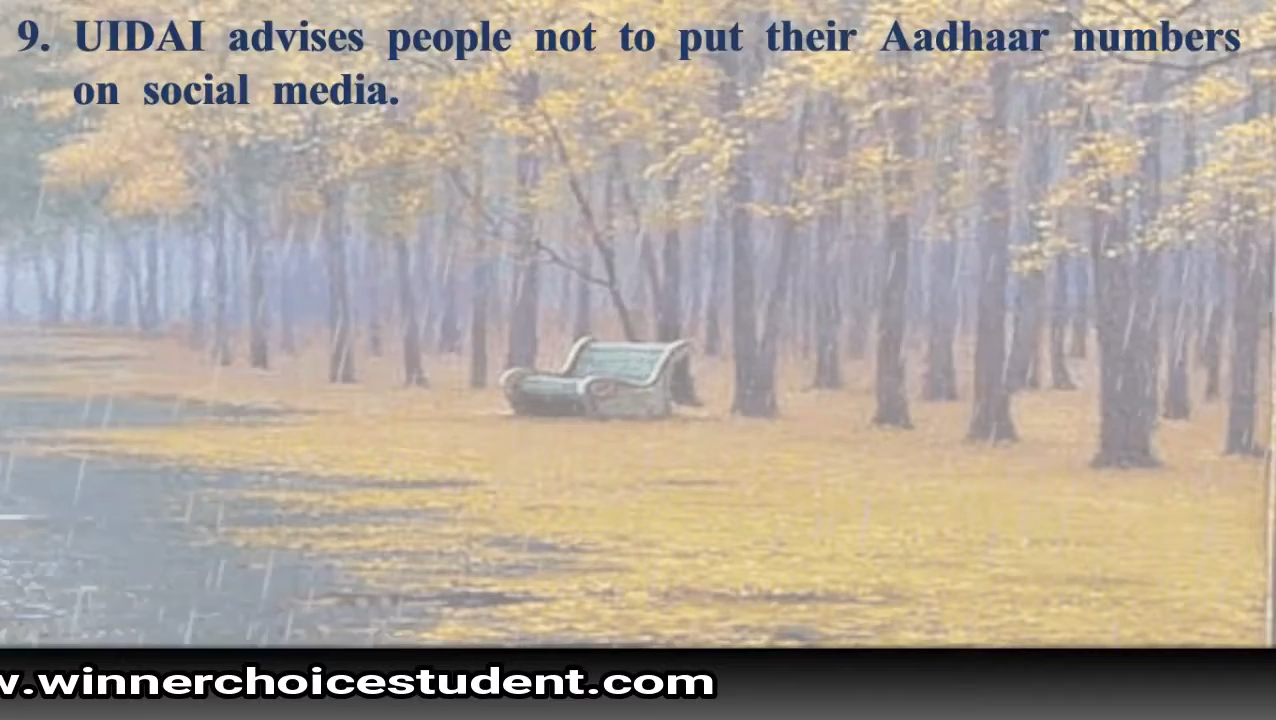 9. UIDAI advises people not to put their Aadhaar numbers
on social media.
w.winnerchoicestudent.com